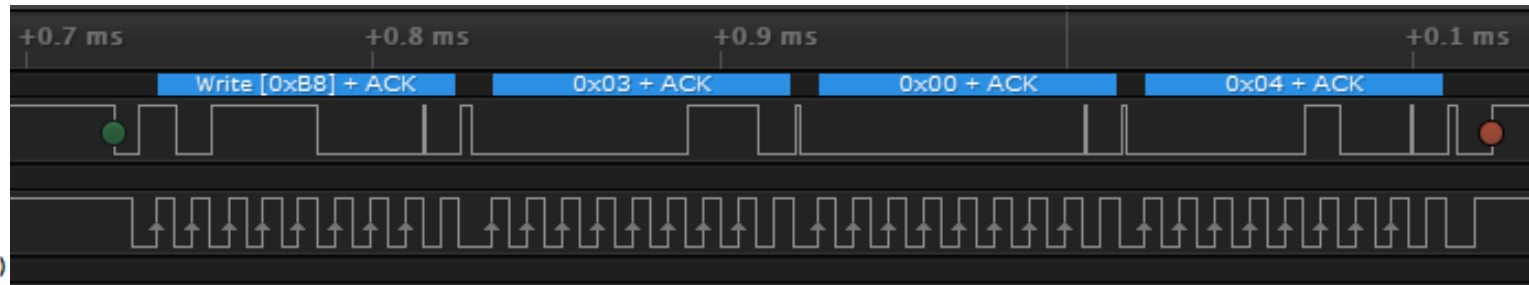 +0.7 ms +0.8 ms +0.9 ms +0.1 ms
Write [0xB8] + ACK 0x03 + ACK 0x00 + ACK 0x04 + ACK
)